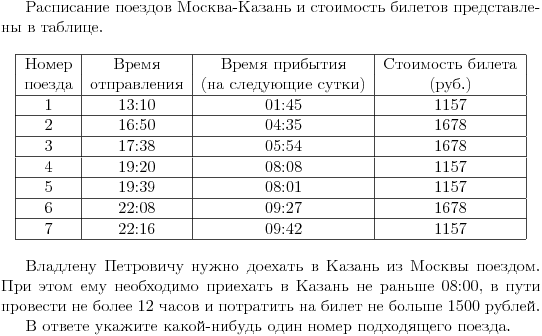 Расписание поездов Москва-Казань и стоимость билетов представле-
ны в таблице.
Номер поезда Время отправления Время прибытия (на следующие сутки) Стоимость билета (руб.)
1 13:10 01:45 1157
2 16:50 04:35 1678
3 17:38 05:54 1678
4 19:20 08:08 1157
5 19:39 08:01 1157
6 22:08 09:27 1678
7 22:16 09:42 1157
Владлену Петровичу нужно доехать в Казань из Москвы поездом.
При этом ему необходимо приехать в Казань не раньше 08:00, в пути
провести не более 12 часов и потратить на билет не больше 1500 рублей.
В ответе укажите какой-нибудь один номер подходящего поезда.